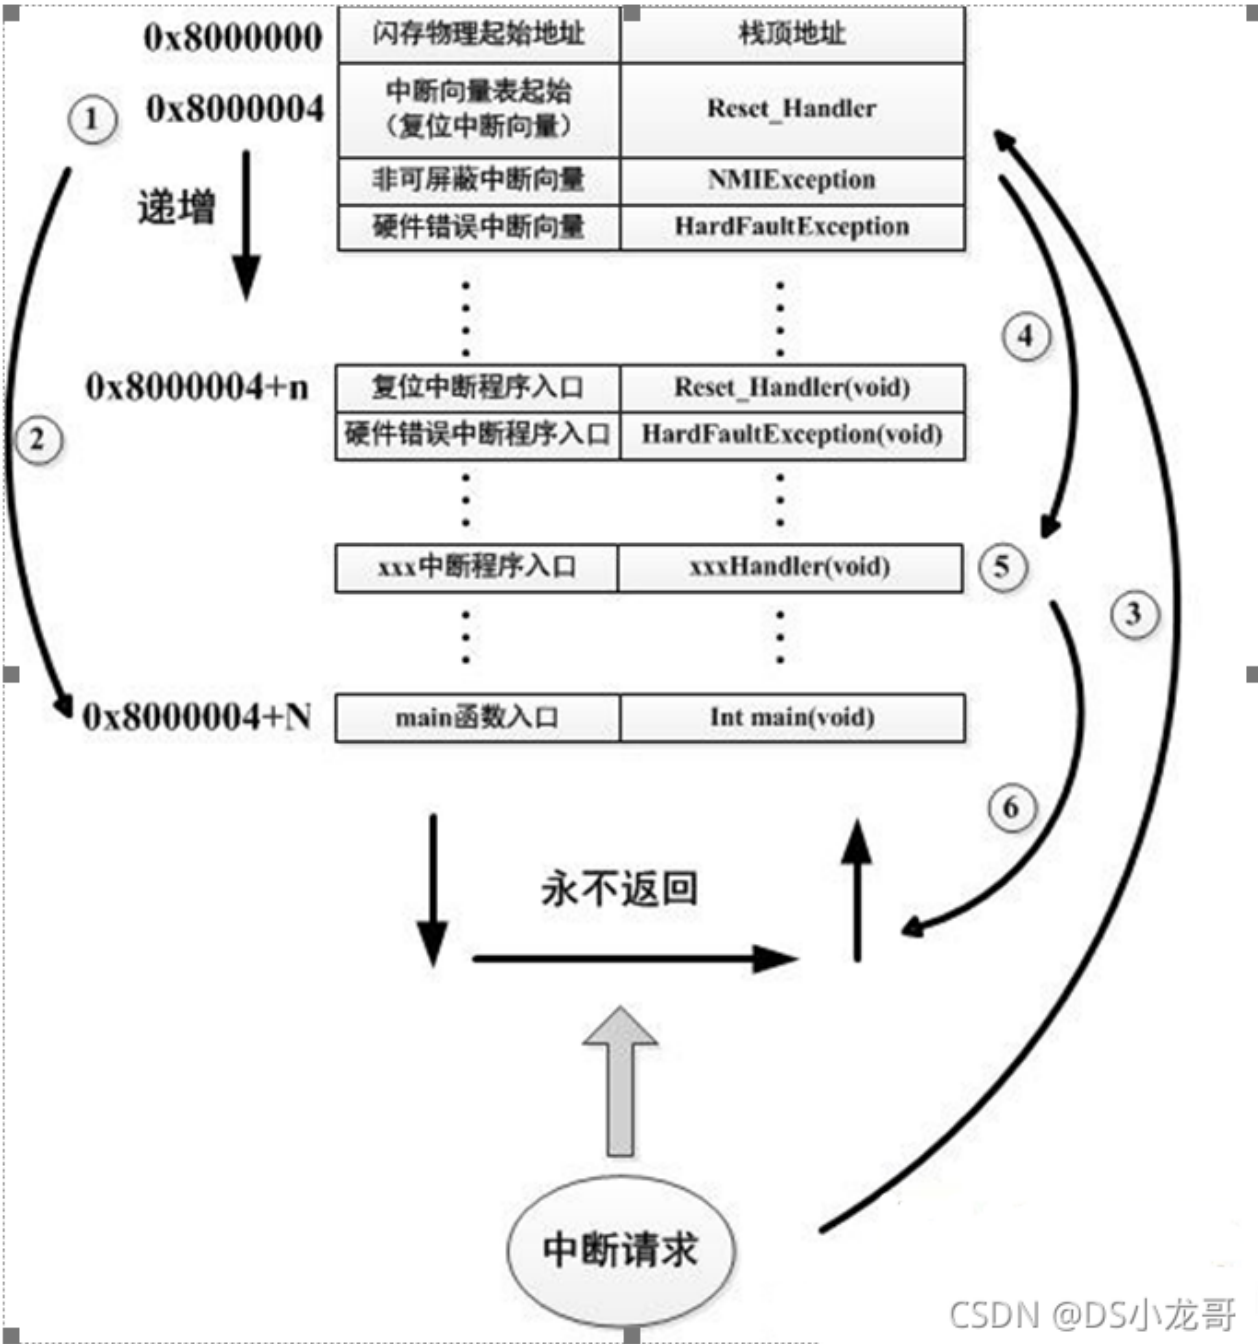 0x8000000 闪存物理起始地址 栈顶地址
① 0x8000004 中断向量表起始 Reset_Handler
（复位中断向量）
递增 非可屏蔽中断向量 NMIException
硬件错误中断向量 HardFaultException
④
0x8000004+n 复位中断程序入口 Reset_Handler(void)
② 硬件错误中断程序入口 HardFaultException(void)
xxx中断程序入口 xxxHandler(void) ⑤
③
0x8000004+N main函数入口 Int main(void)
⑥
永不返回
中断请求
CSDN @DS小龙哥